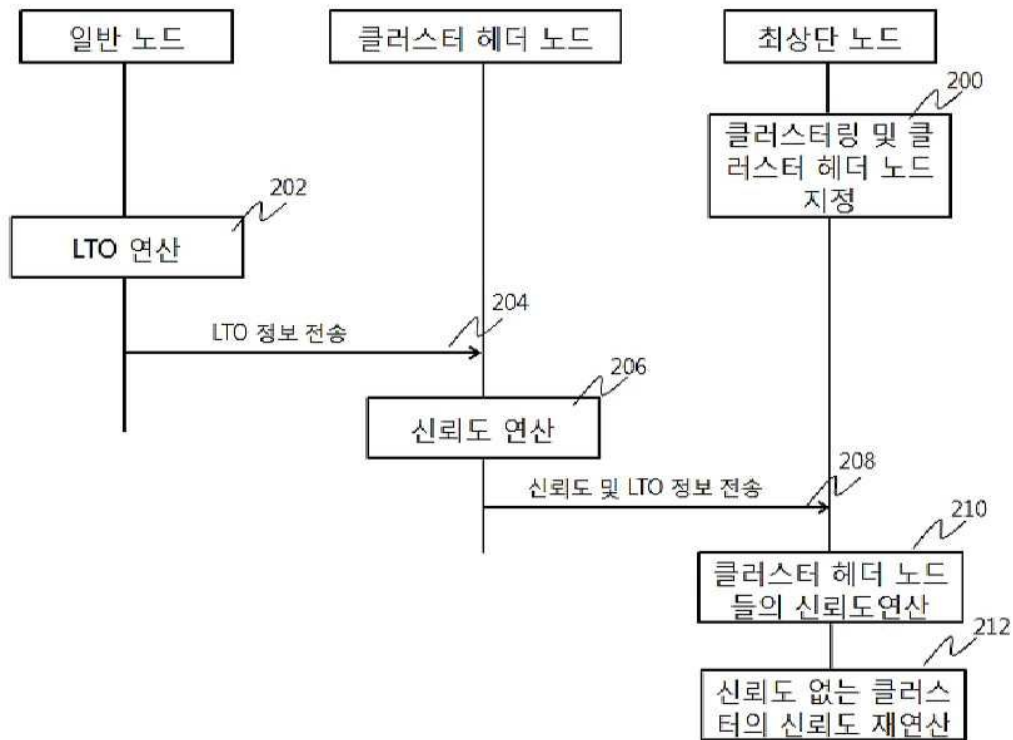 일반 노드
클러스터 헤더 노드
최상단 노드
200
클러스터링 및 클
러스터 헤더 노드
지정
202
LTO 연산
204
LTO 정보 전송
206
신뢰도 연산
208
신뢰도 및 LTO 정보 전송
210
클러스터 헤더 노드
들의 신뢰도연산
212
신뢰도 없는 클러스
터의 신뢰도 재연산